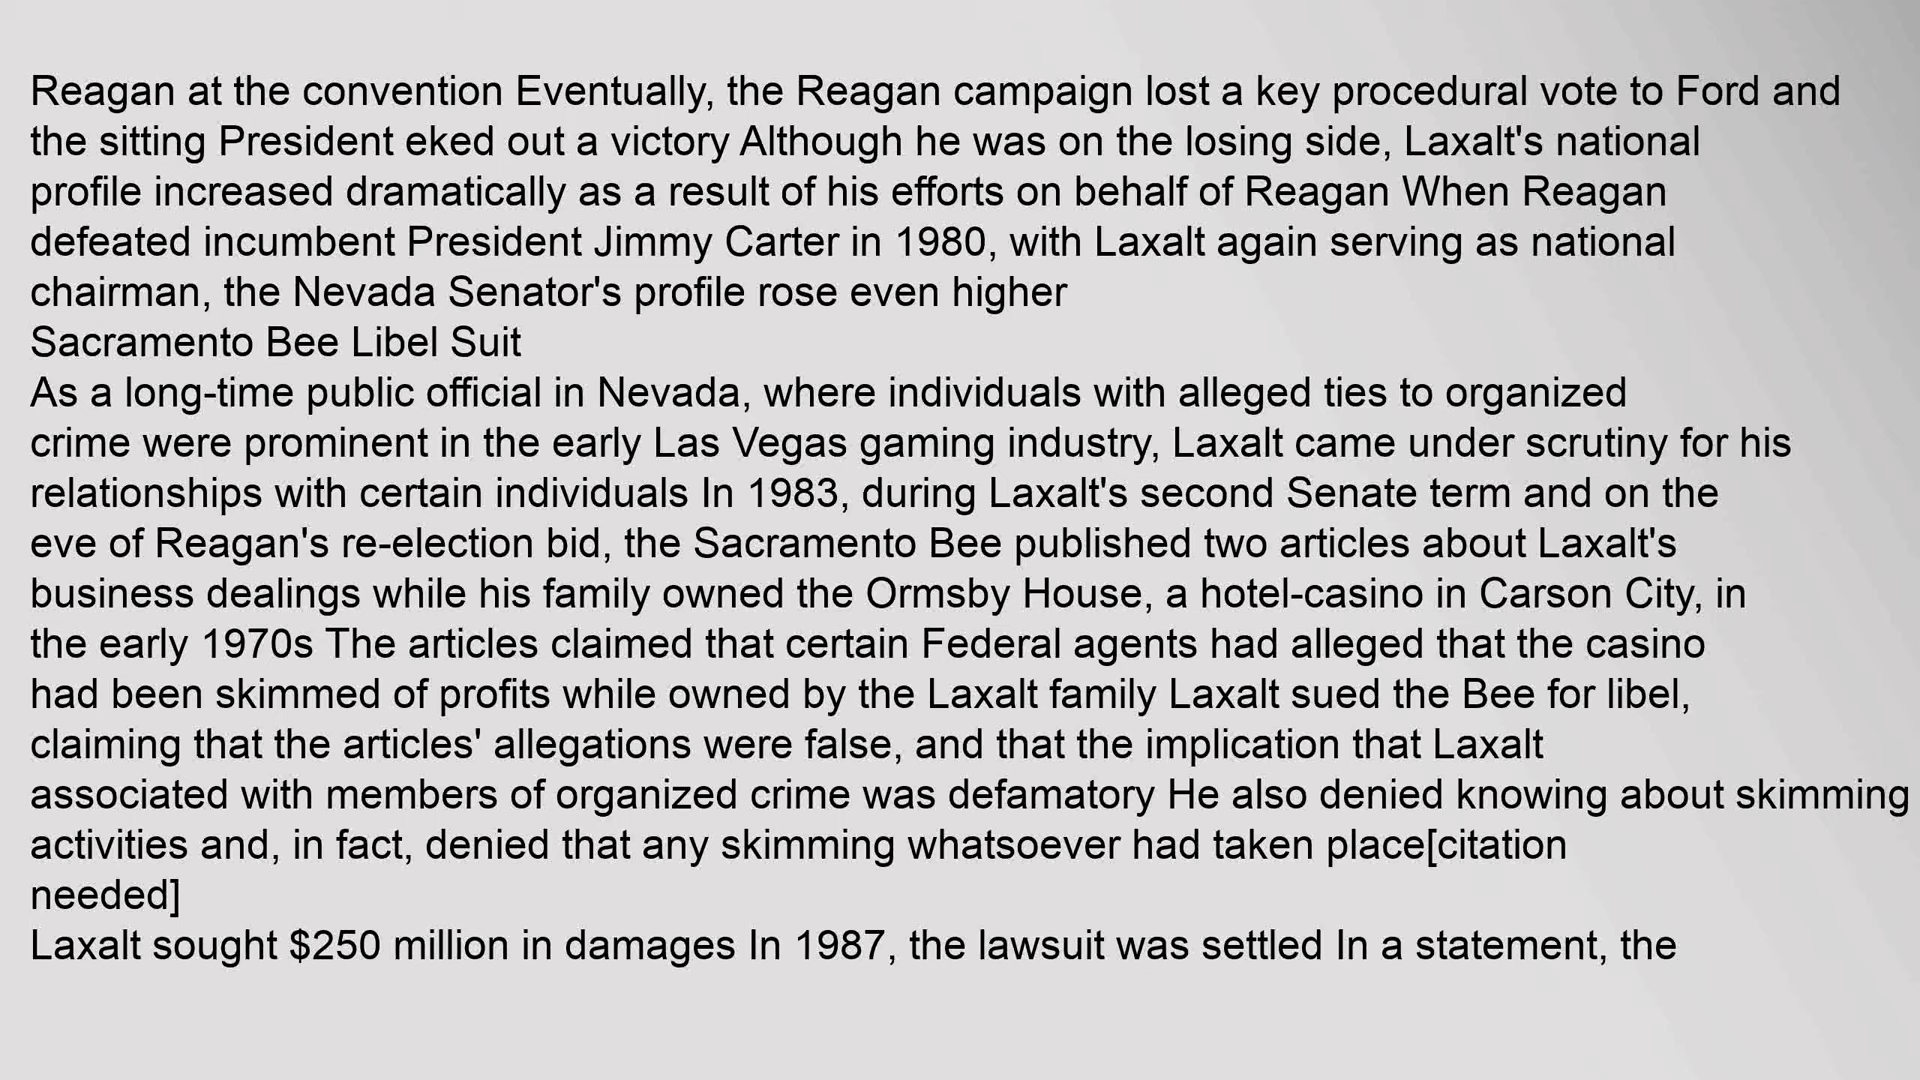 Reagan at the convention Eventually, the Reagan campaign lost a key procedural vote to Ford and
the sitting President eked out a victory Although he was on the losing side, Laxalt's national
profile increased dramatically as a result of his efforts on behalf of Reagan When Reagan
defeated incumbent President Jimmy Carter in 1980, with Laxalt again serving as national
chairman, the Nevada Senator's profile rose even higher
Sacramento Bee Libel Suit
As a long-time public official in Nevada, where individuals with alleged ties to organized
crime were prominent in the early Las Vegas gaming industry, Laxalt came under scrutiny for his
relationships with certain individuals In 1983, during Laxalt's second Senate term and on the
eve of Reagan's re-election bid, the Sacramento Bee published two articles about Laxalt's
business dealings while his family owned the Ormsby House, a hotel-casino in Carson City, in
the early 1970s The articles claimed that certain Federal agents had alleged that the casino
had been skimmed of profits while owned by the Laxalt family Laxalt sued the Bee for libel,
claiming that the articles' allegations were false, and that the implication that Laxalt
associated with members of organized crime was defamatory He also denied knowing about skimming
activities and, in fact, denied that any skimming whatsoever had taken place[citation
needed]
Laxalt sought $250 million in damages In 1987, the lawsuit was settled In a statement, the